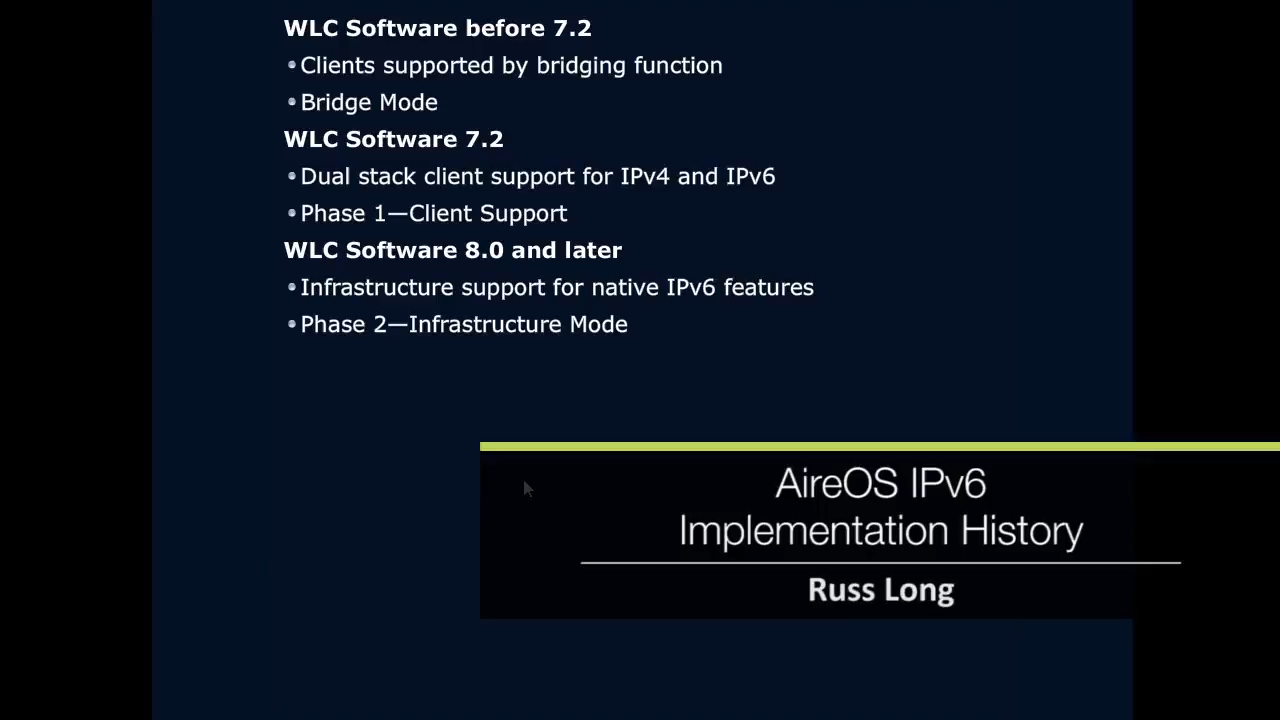 WLC Software before 7.2
•Clients supported by bridging function
•Bridge Mode
WLC Software 7.2
•Dual stack client support for IPv4 and IPv6
•Phase 1—Client Support
WLC Software 8.0 and later
•Infrastructure support for native IPv6 features
•Phase 2—Infrastructure Mode
AireOS IPv6
Implementation History
Russ Long